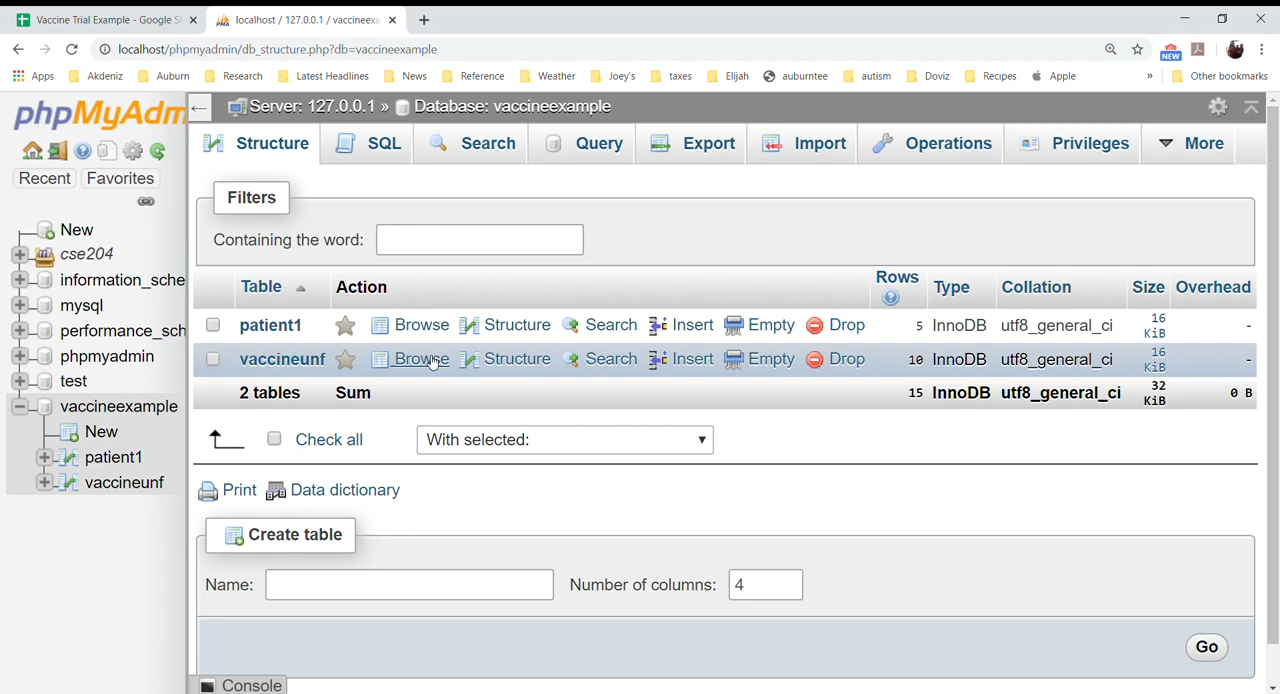 Vaccine Trial Example - Google S
localhost / 127.0.0.1 / vaccineexa
localhost/phpmyadmin/db_structure.php?db=vaccineexample
NEW
Apps Akdeniz Auburn Research Latest Headlines News Reference Weather Joey's taxes Elijah auburntee autism Doviz Recipes Apple » Other bookmarks
phpMyAdm
Server: 127.0.0.1 » Database: vaccineexample
Structure SQL Search Query Export Import Operations Privileges More
Recent Favorites
New
cse204
information_sche
mysql
performance_sch
phpmyadmin
test
vaccineexample
New
patient1
vaccineunf
Filters
Containing the word:
Table Action Rows Type Collation Size Overhead
patient1 Browse Structure Search Insert Empty Drop 5 InnoDB utf8_general_ci 16 KiB -
vaccineunf Browse Structure Search Insert Empty Drop 10 InnoDB utf8_general_ci 16 KiB -
2 tables Sum 15 InnoDB utf8_general_ci 32 KiB 0 B
Check all With selected:
Print Data dictionary
Create table
Name: Number of columns: 4
Go
Console